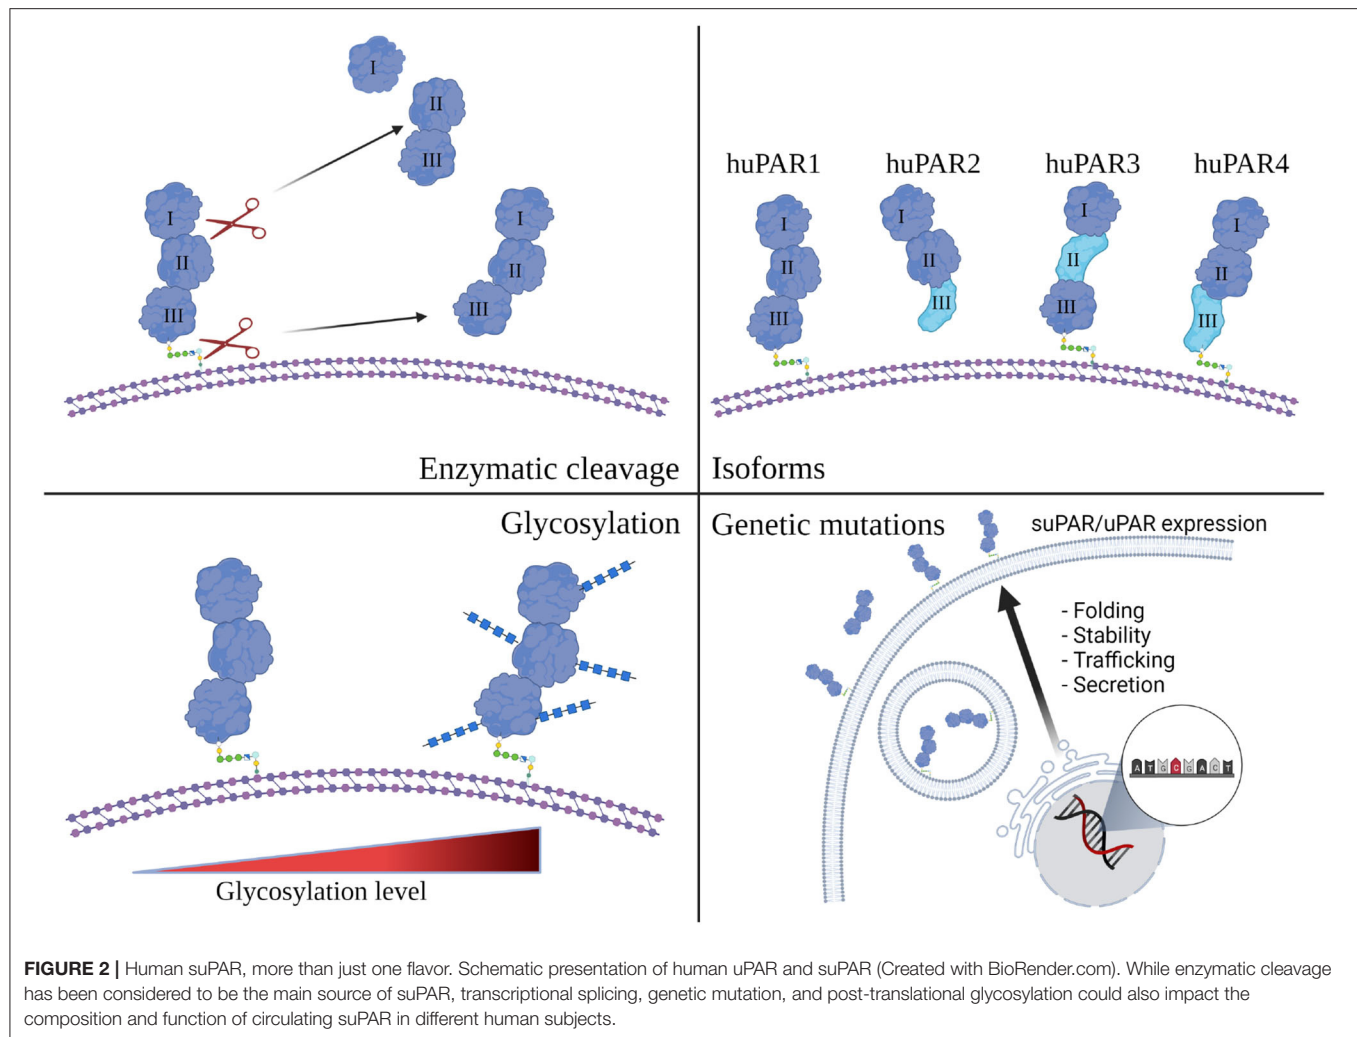 I
II
III
I
II
III
I
II
III
Enzymatic cleavage
huPAR1
huPAR2
huPAR3
huPAR4
I
II
III
I
II
III
I
II
III
I
II
III
Isoforms
Glycosylation
Glycosylation level
Genetic mutations
suPAR/uPAR expression
- Folding
- Stability
- Trafficking
- Secretion
A T G C G A C T
FIGURE 2 | Human suPAR, more than just one flavor. Schematic presentation of human uPAR and suPAR (Created with BioRender.com). While enzymatic cleavage
has been considered to be the main source of suPAR, transcriptional splicing, genetic mutation, and post-translational glycosylation could also impact the
composition and function of circulating suPAR in different human subjects.